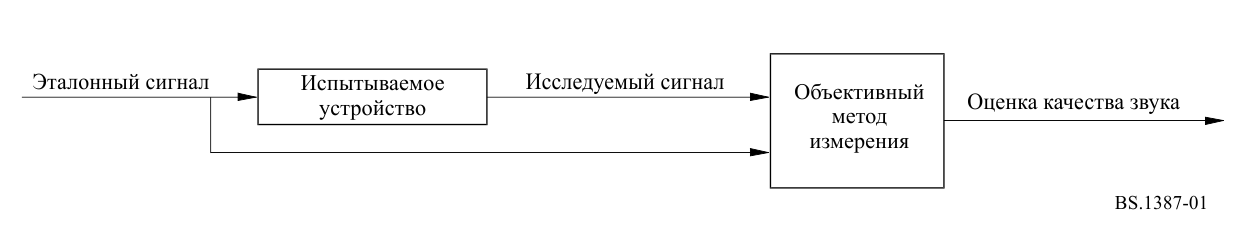 Эталонный сигнал
Испытываемое
устройство
Исследуемый сигнал
Объективный
метод
измерения
Оценка качества звука
BS.1387-01